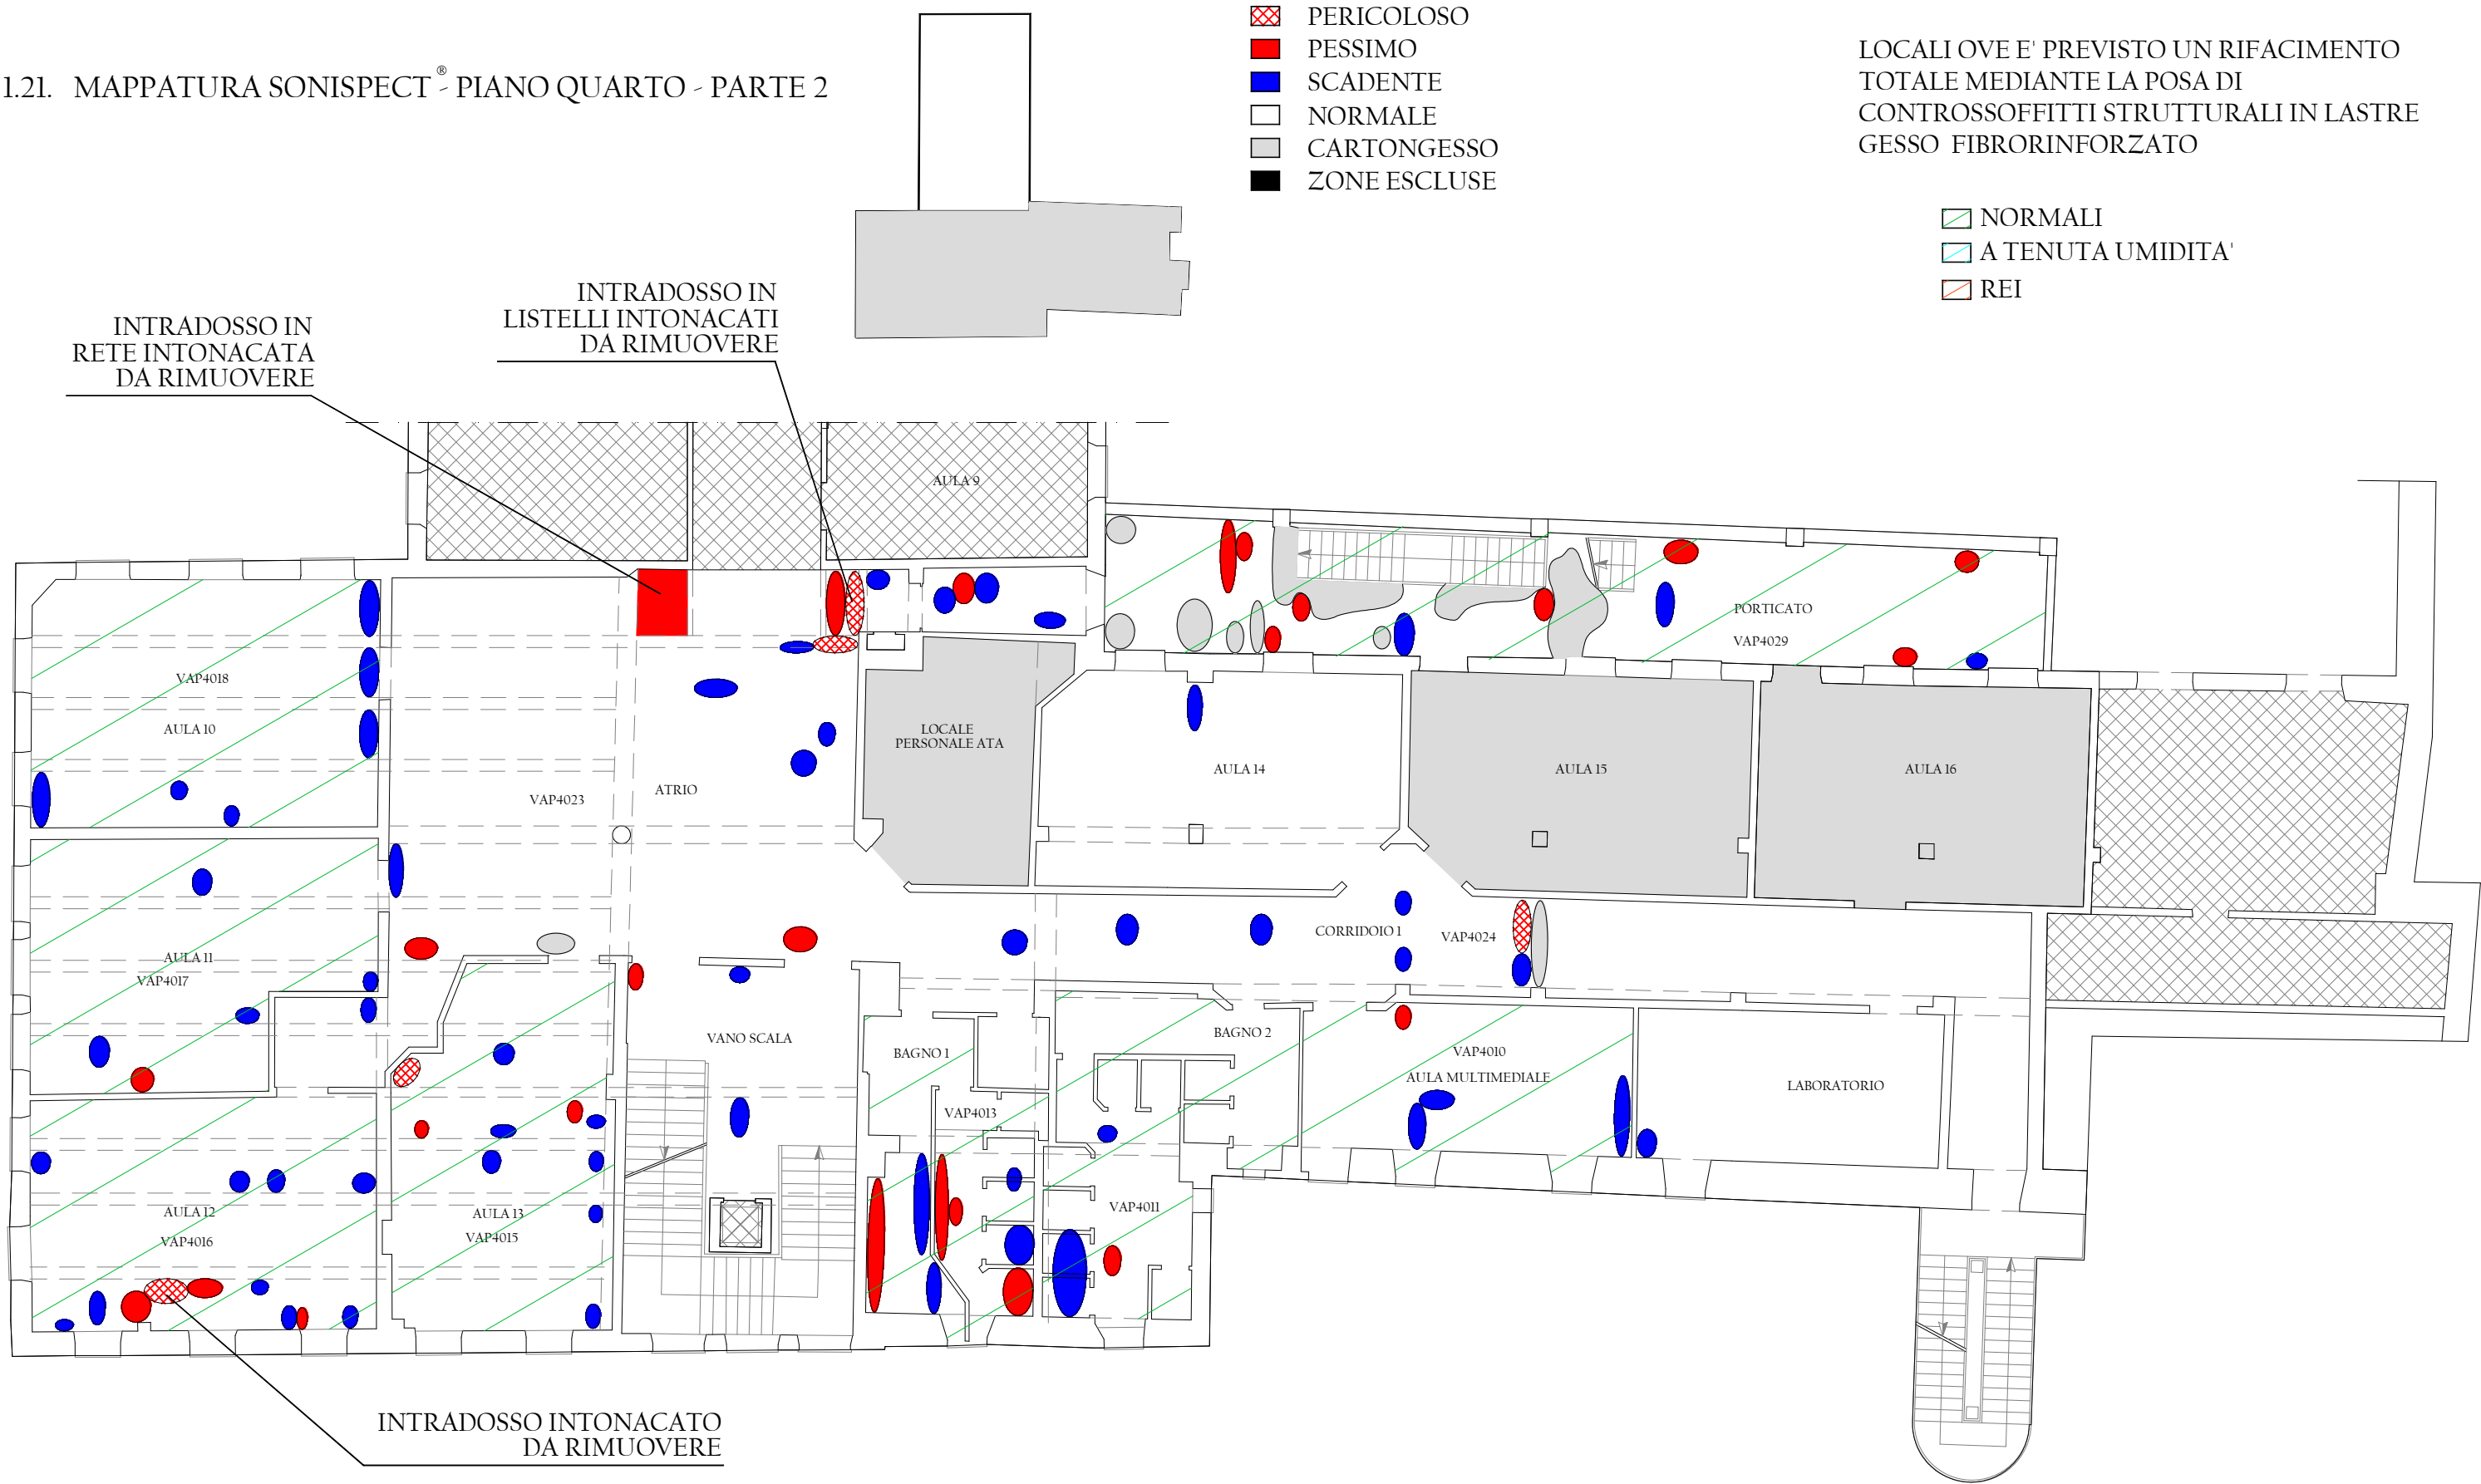 1.21. MAPPATURA SONISPECT ® - PIANO QUARTO - PARTE 2
PERICOLOSO
PESSIMO
SCADENTE
NORMALE
CARTONGESSO
ZONE ESCLUSE
LOCALI OVE E' PREVISTO UN RIFACIMENTO
TOTALE MEDIANTE LA POSA DI
CONTROSSOFFITTI STRUTTURALI IN LASTRE
GESSO FIBRORINFORZATO
NORMALI
A TENUTA UMIDITA'
REI
INTRADOSSO IN
RETE INTONACATA
DA RIMUOVERE
INTRADOSSO IN
LISTELLI INTONACATI
DA RIMUOVERE
AULA 9
PORTICATO
VAP4029
VAP4018
AULA 10
LOCALE
PERSONALE ATA
AULA 14
AULA 15
AULA 16
VAP4023
ATRIO
CORRIDOIO 1
VAP4024
AULA 11
VAP4017
VANO SCALA
BAGNO 1
BAGNO 2
VAP4010
AULA MULTIMEDIALE
LABORATORIO
VAP4013
AULA 12
VAP4016
AULA 13
VAP4015
VAP4011
INTRADOSSO INTONACATO
DA RIMUOVERE